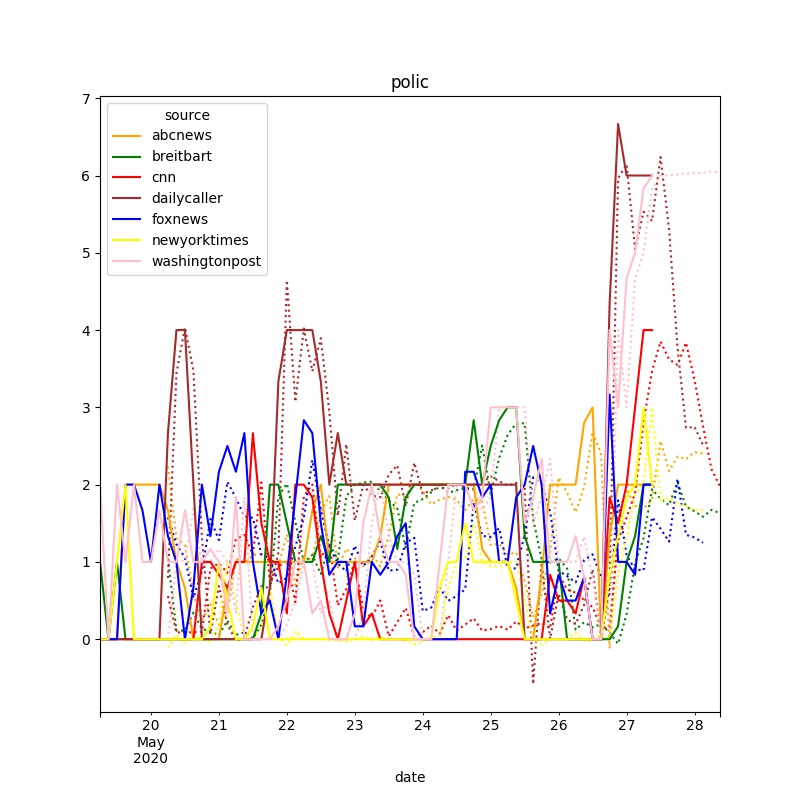 polic
source
abcnews
breitbart
cnn
dailycaller
foxnews
newyorktimes
washingtonpost
7
6
5
4
3
2
1
0
20 21 22 23 24 25 26 27 28
May
2020
date